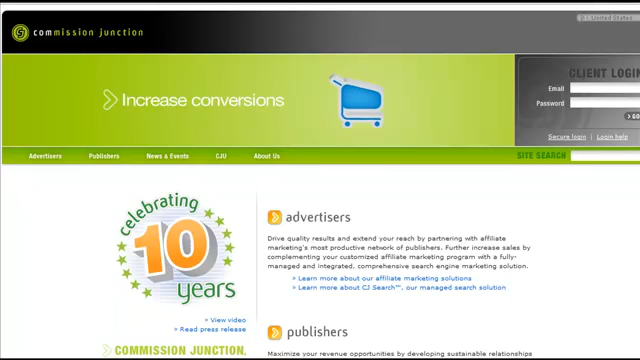 United States
commission junction
CLIENT LOGIN
Increase conversions
Email
Password
GO
Secure login | Login help
Advertisers Publishers News & Events CJU About Us
SITE SEARCH
celebrating
10
years
View video
Read press release
COMMISSION JUNCTION.
advertisers
Drive quality results and extend your reach by partnering with affiliate
marketing's most productive network of publishers. Further increase sales by
complementing your customized affiliate marketing program with a fully-
managed and integrated, comprehensive search engine marketing solution.
Learn more about our affiliate marketing solutions
Learn more about CJ Search™, our managed search solution
publishers
Maximize your revenue opportunities by developing sustainable relationships